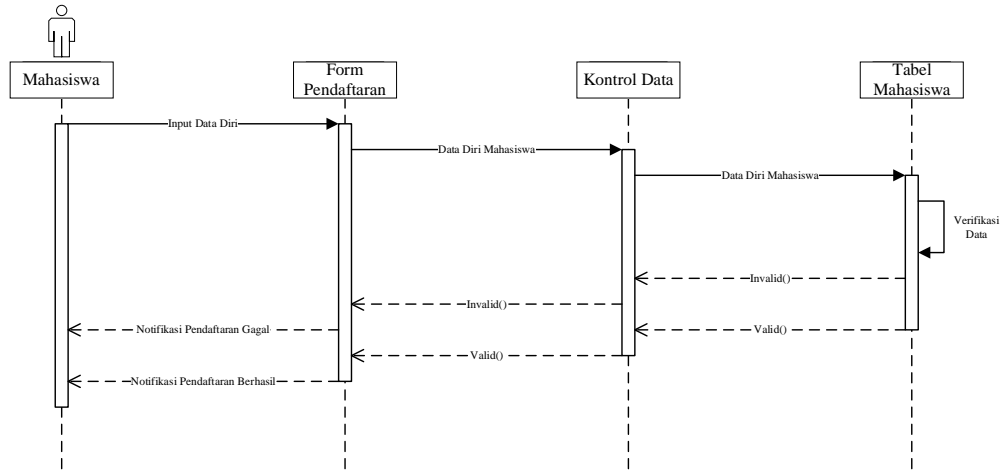 Mahasiswa
Form
Pendaftaran
Kontrol Data
Tabel
Mahasiswa
Input Data Diri
Data Diri Mahasiswa
Data Diri Mahasiswa
Verifikasi
Data
Invalid()
Invalid()
Notifikasi Pendaftaran Gagal
Valid()
Valid()
Notifikasi Pendaftaran Berhasil